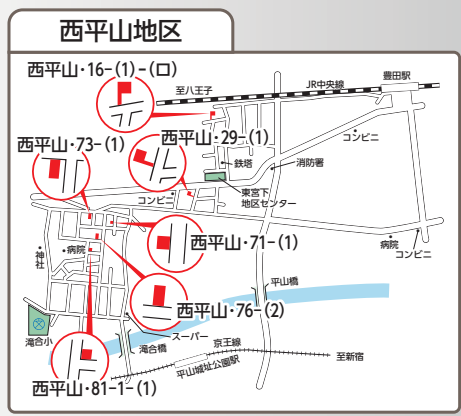 西平山地区
西平山・16-(1)-(ロ)
至八王子
JR中央線
豊田駅
西平山・73-(1)
西平山・29-(1)
コンビニ
鉄塔
消防署
コンビニ
東宮下
地区センター
西平山・71-(1)
神社
病院
病院
コンビニ
平山橋
西平山・76-(2)
滝合小
スーパー
滝合橋
京王線
至新宿
平山城址公園駅
西平山・81-1-(1)